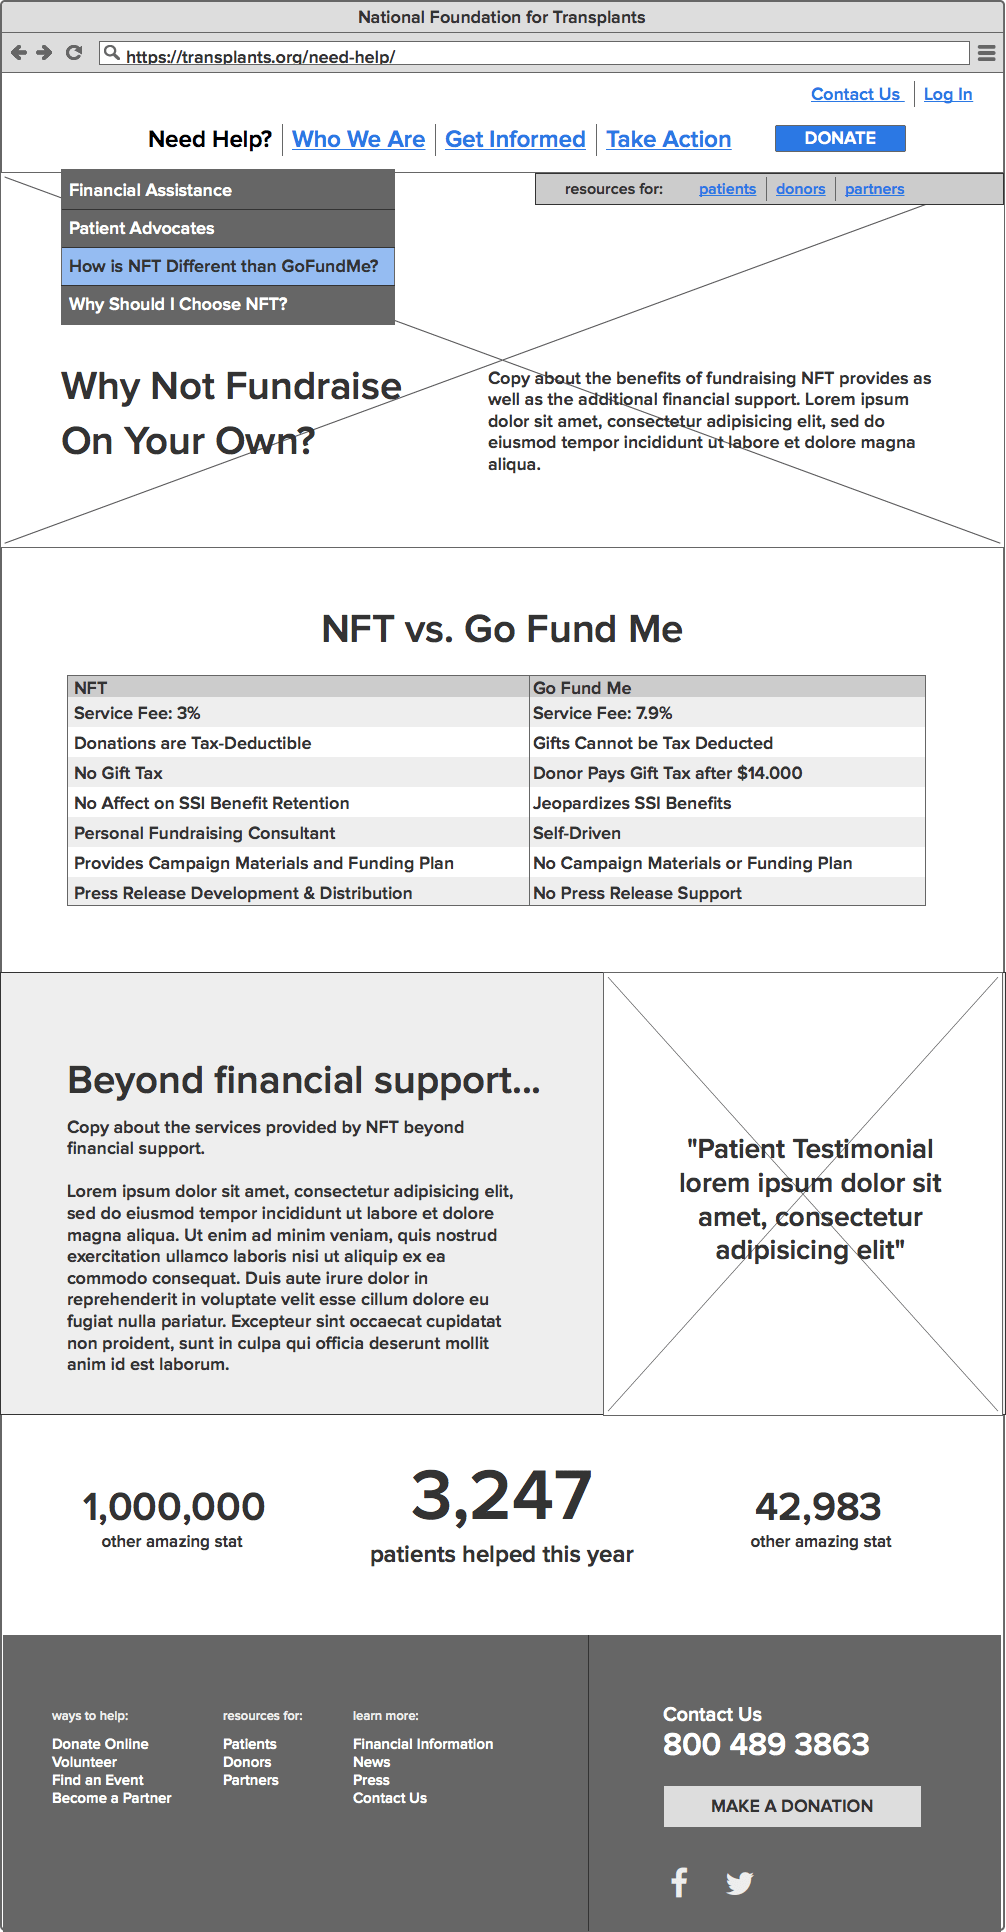 National Foundation for Transplants
https://transplants.org/need-help/
Contact Us
Log In
Need Help?
Who We Are
Get Informed
Take Action
DONATE
resources for:
patients
donors
partners
Financial Assistance
Patient Advocates
How is NFT Different than GoFundMe?
Why Should I Choose NFT?
Why Not Fundraise
On Your Own?
Copy about the benefits of fundraising NFT provides as
well as the additional financial support. Lorem ipsum
dolor sit amet, consectetur adipisicing elit, sed do
eiusmod tempor incididunt ut labore et dolore magna
aliqua.
NFT vs. Go Fund Me
NFT
Go Fund Me
Service Fee: 3%
Service Fee: 7.9%
Donations are Tax-Deductible
Gifts Cannot be Tax Deducted
No Gift Tax
Donor Pays Gift Tax after $14.000
No Affect on SSI Benefit Retention
Jeopardizes SSI Benefits
Personal Fundraising Consultant
Self-Driven
Provides Campaign Materials and Funding Plan
No Campaign Materials or Funding Plan
Press Release Development & Distribution
No Press Release Support
Beyond financial support...
Copy about the services provided by NFT beyond
financial support.
Lorem ipsum dolor sit amet, consectetur adipisicing elit,
sed do eiusmod tempor incididunt ut labore et dolore
magna aliqua. Ut enim ad minim veniam, quis nostrud
exercitation ullamco laboris nisi ut aliquip ex ea
commodo consequat. Duis aute irure dolor in
reprehenderit in voluptate velit esse cillum dolore eu
fugiat nulla pariatur. Excepteur sint occaecat cupidatat
non proident, sunt in culpa qui officia deserunt mollit
anim id est laborum.
"Patient Testimonial
lorem ipsum dolor sit
amet, consectetur
adipisicing elit"
1,000,000
other amazing stat
3,247
patients helped this year
42,983
other amazing stat
ways to help:
Donate Online
Volunteer
Find an Event
Become a Partner
resources for:
Patients
Donors
Partners
learn more:
Financial Information
News
Press
Contact Us
Contact Us
800 489 3863
MAKE A DONATION